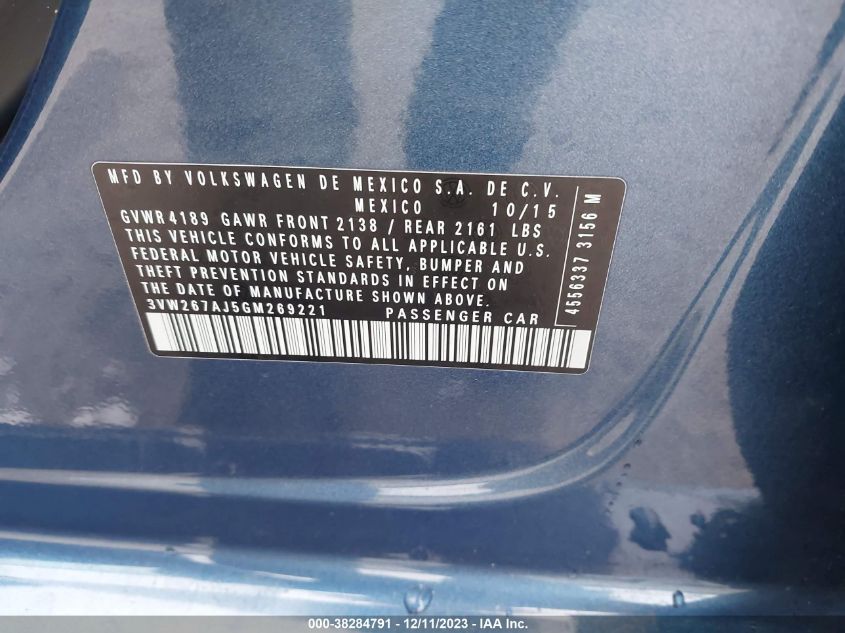 MFD BY VOLKSWAGEN DE MEXICO S.A. DE C.V.
MEXICO 10/15
GVWR 4189 GAWR FRONT 2138 / REAR 2161 LBS
THIS VEHICLE CONFORMS TO ALL APPLICABLE U.S.
FEDERAL MOTOR VEHICLE SAFETY, BUMPER AND
THEFT PREVENTION STANDARDS IN EFFECT ON
THE DATE OF MANUFACTURE SHOWN ABOVE.
3VW267AJ5GM269221 PASSENGER CAR
4556337 3156 M
000-38284791 - 12/11/2023 - IAA Inc.